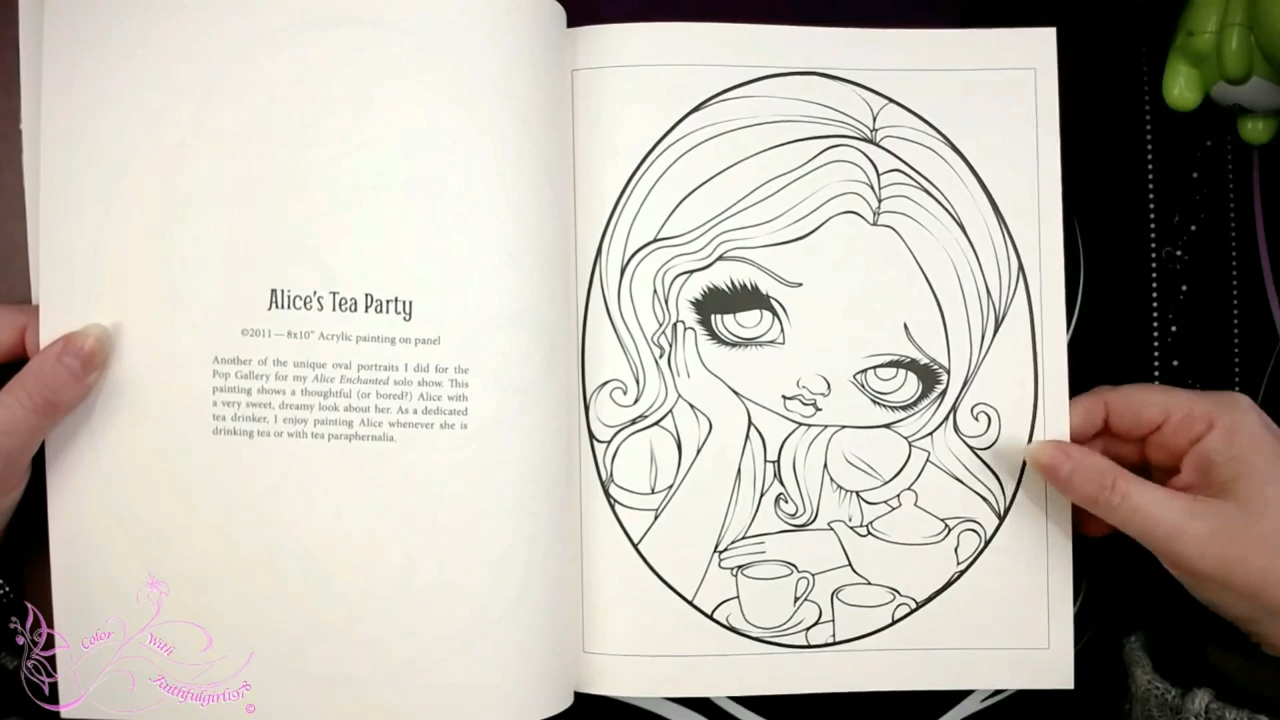 Alice's Tea Party
©2011—8x10" Acrylic painting on panel
Another of the unique oval portraits I did for the
Pop Gallery for my Alice Enchanted solo show. This
painting shows a thoughtful (or bored?) Alice with
a very sweet, dreamy look about her. As a dedicated
tea drinker, I enjoy painting Alice whenever she is
drinking tea or with tea paraphernalia.
Color With
Faithfulgirl1978
©